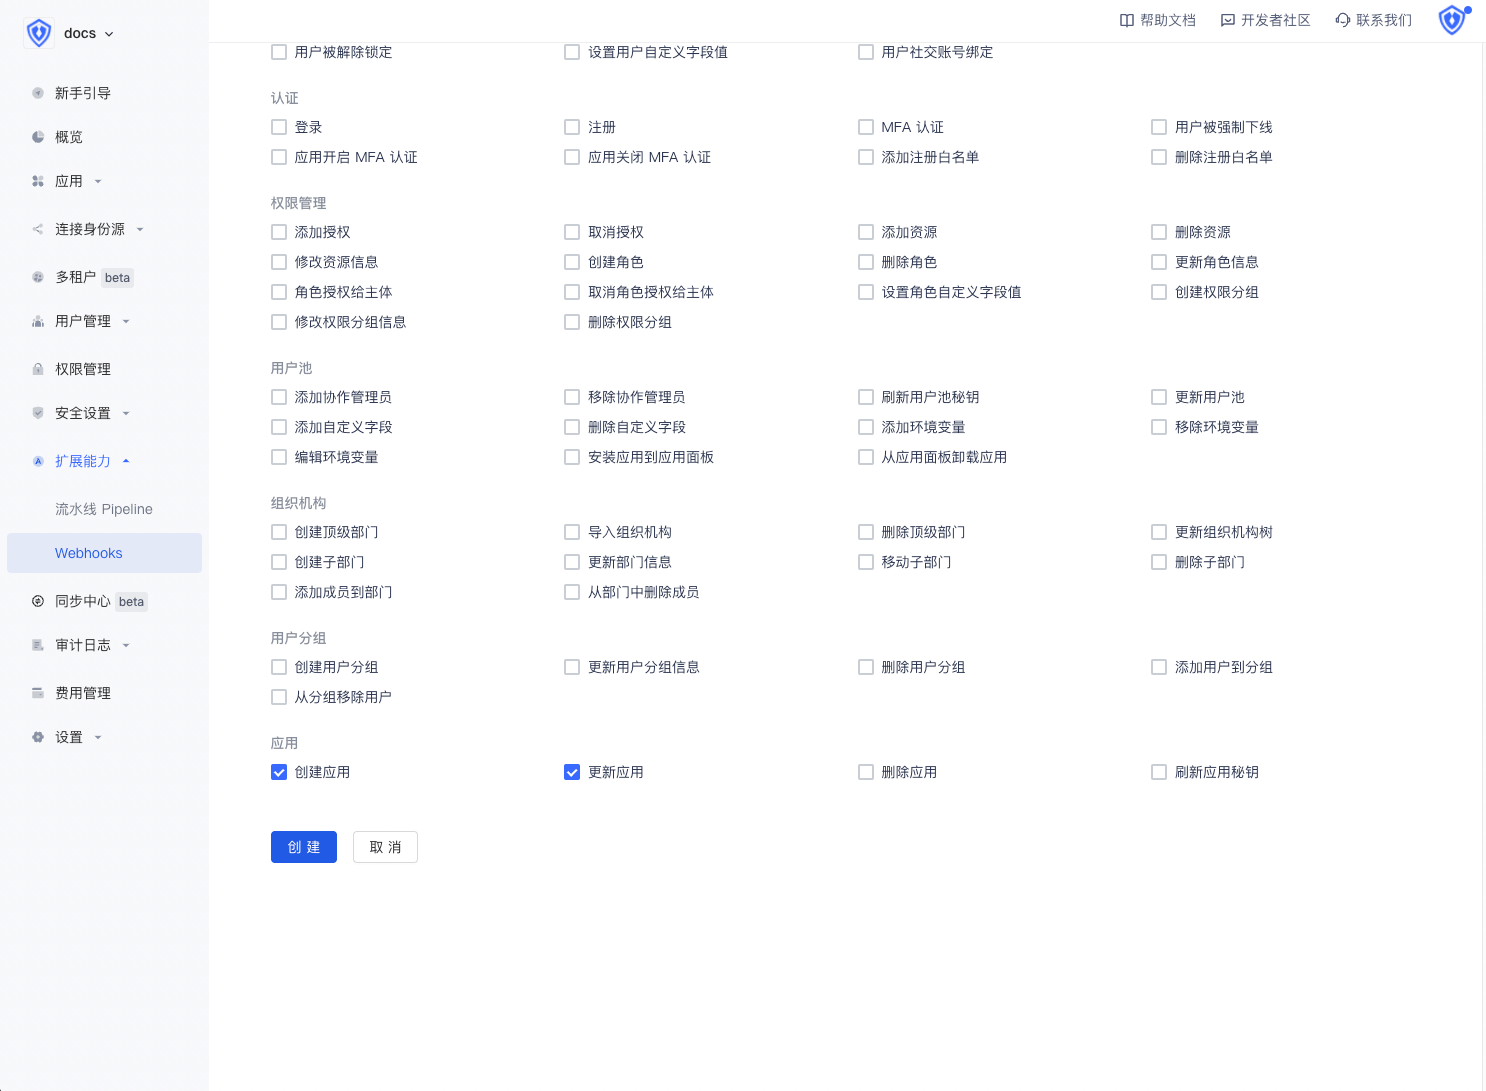 docs
帮助文档 开发者社区 联系我们
新手引导
概览
应用
连接身份源
多租户 beta
用户管理
权限管理
安全设置
扩展能力
流水线 Pipeline
Webhooks
同步中心 beta
审计日志
费用管理
设置
用户被解除锁定 设置用户自定义字段值 用户社交账号绑定
认证
登录 注册 MFA 认证 用户被强制下线
应用开启 MFA 认证 应用关闭 MFA 认证 添加注册白名单 删除注册白名单
权限管理
添加授权 取消授权 添加资源 删除资源
修改资源信息 创建角色 删除角色 更新角色信息
角色授权给主体 取消角色授权给主体 设置角色自定义字段值 创建权限分组
修改权限分组信息 删除权限分组
用户池
添加协作管理员 移除协作管理员 刷新用户池秘钥 更新用户池
添加自定义字段 删除自定义字段 添加环境变量 移除环境变量
编辑环境变量 安装应用到应用面板 从应用面板卸载应用
组织机构
创建顶级部门 导入组织机构 删除顶级部门 更新组织机构树
创建子部门 更新部门信息 移动子部门 删除子部门
添加成员到部门 从部门中删除成员
用户分组
创建用户分组 更新用户分组信息 删除用户分组 添加用户到分组
从分组移除用户
应用
创建应用 更新应用 删除应用 刷新应用秘钥
创 建 取 消